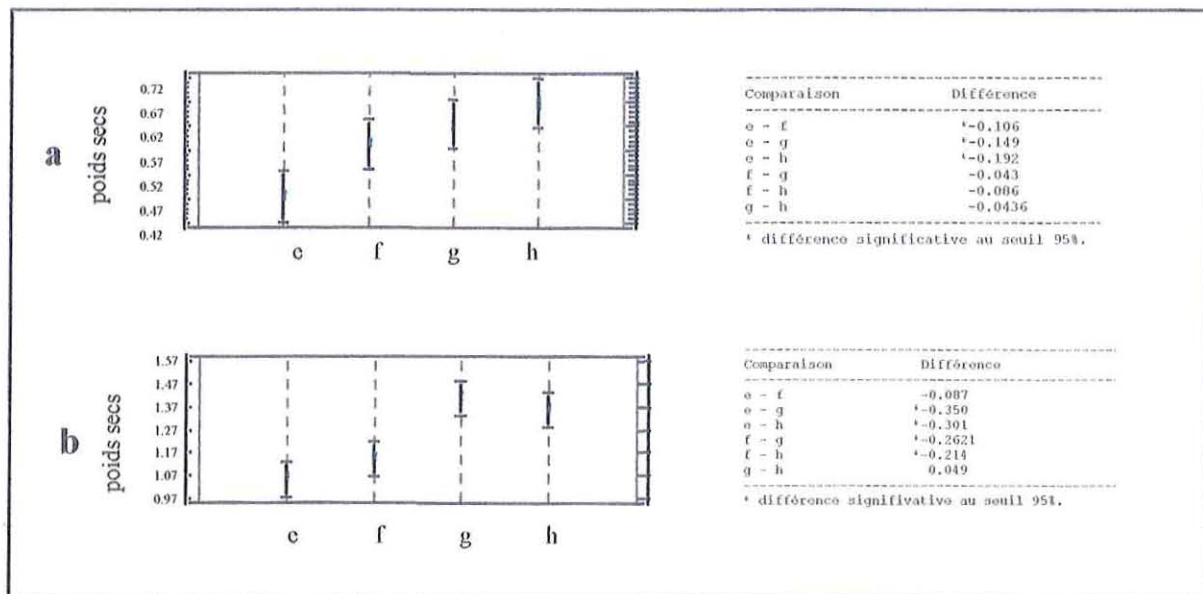 a
poids secs
0.72
0.67
0.62
0.57
0.52
0.47
0.42
e f g h
Comparaison Différence
e - f *-0.106
e - g *-0.149
e - h *-0.192
f - g -0.043
f - h -0.086
g - h -0.0436
* différence significative au seuil 95%.
b
poids secs
1.57
1.47
1.37
1.27
1.17
1.07
0.97
e f g h
Comparaison Différence
e - f -0.087
e - g *-0.350
e - h *-0.301
f - g *-0.2621
f - h *-0.214
g - h 0.049
* différence signifivative au seuil 95%.